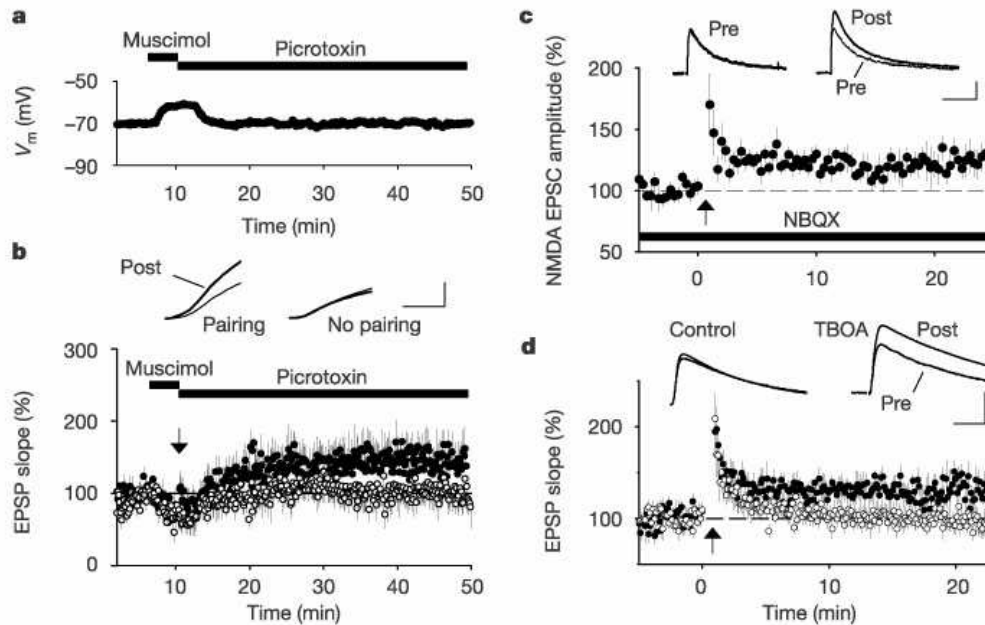 a
Muscimol
Picrotoxin
−50
−70
−90
Vm (mV)
10 20 30 40 50
Time (min)
b
Post
Pairing
No pairing
300
200
100
0
EPSP slope (%)
Muscimol
Picrotoxin
10 20 30 40 50
Time (min)
c
Pre
Post
Pre
200
150
100
50
NMDA EPSC amplitude (%)
NBQX
0 10 20
d
Control
TBOA
Post
Pre
200
100
EPSP slope (%)
0 10 20
Time (min)